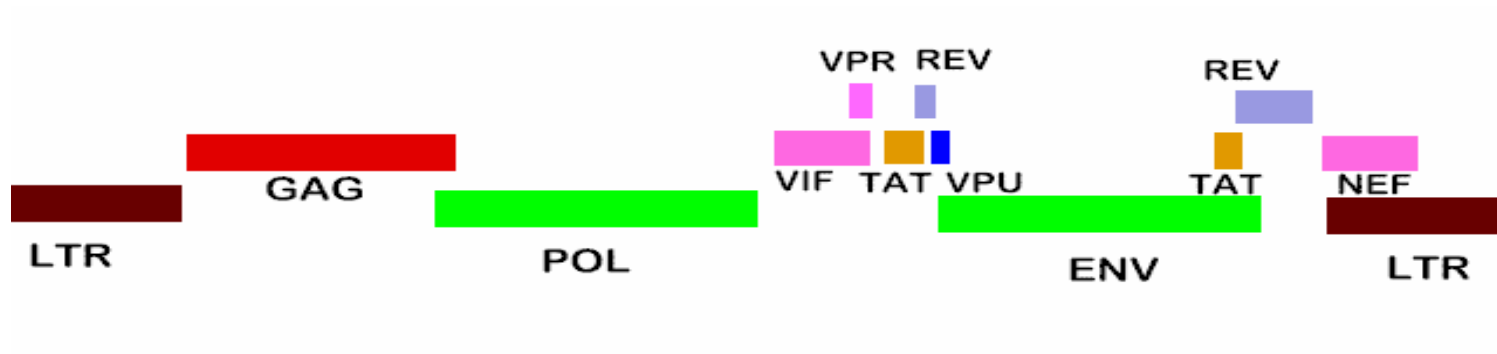 VPR REV
REV
GAG
VIF TAT VPU
TAT NEF
LTR POL ENV LTR